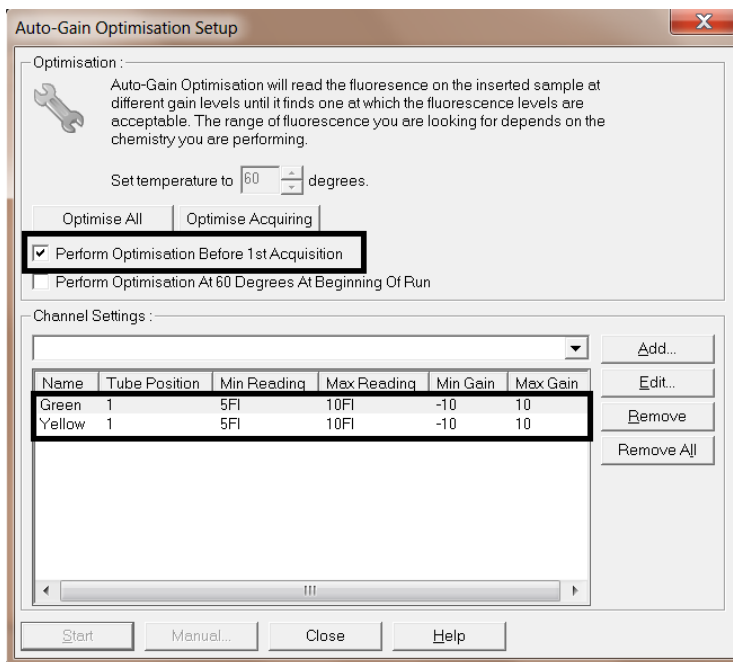 Auto-Gain Optimisation Setup
X
Optimisation :
Auto-Gain Optimisation will read the fluoresence on the inserted sample at
different gain levels until it finds one at which the fluorescence levels are
acceptable. The range of fluorescence you are looking for depends on the
chemistry you are performing.
Set temperature to 60 degrees.
Optimise All Optimise Acquiring
Perform Optimisation Before 1st Acquisition
Perform Optimisation At 60 Degrees At Beginning Of Run
Channel Settings :
Add...
Name Tube Position Min Reading Max Reading Min Gain Max Gain
Edit...
Green 1 5Fl 10Fl -10 10
Yellow 1 5Fl 10Fl -10 10
Remove
Remove All
Start Manual... Close Help